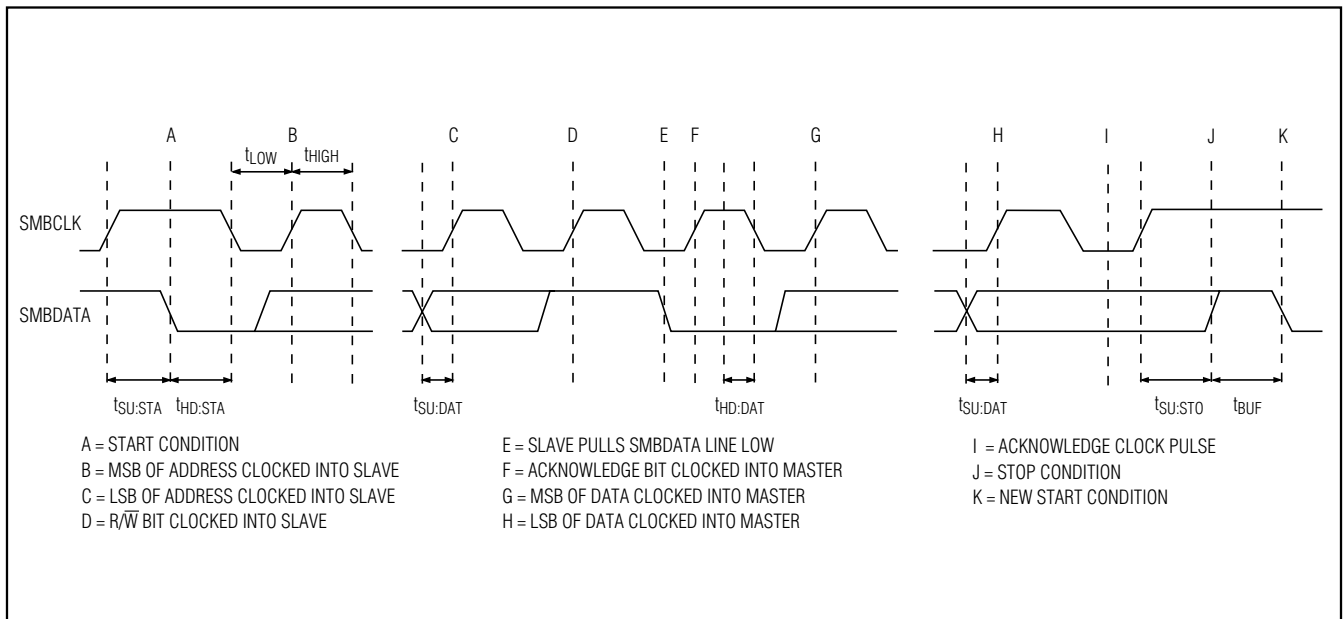 A B C D E F G H I J K
tLOW tHIGH
SMBCLK
SMBDATA
tSU:STA tHD:STA tSU:DAT tHD:DAT tSU:DAT tSU:STO tBUF
A = START CONDITION
B = MSB OF ADDRESS CLOCKED INTO SLAVE
C = LSB OF ADDRESS CLOCKED INTO SLAVE
D = R/W̅ BIT CLOCKED INTO SLAVE
E = SLAVE PULLS SMBDATA LINE LOW
F = ACKNOWLEDGE BIT CLOCKED INTO MASTER
G = MSB OF DATA CLOCKED INTO MASTER
H = LSB OF DATA CLOCKED INTO MASTER
I = ACKNOWLEDGE CLOCK PULSE
J = STOP CONDITION
K = NEW START CONDITION